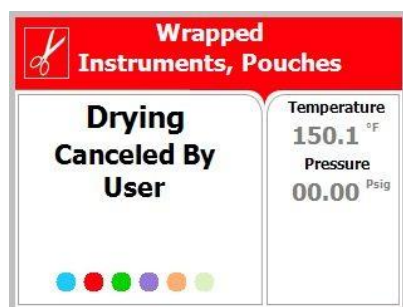 Wrapped
Instruments, Pouches
Drying
Canceled By
User
Temperature
150.1 °F
Pressure
00.00 Psig